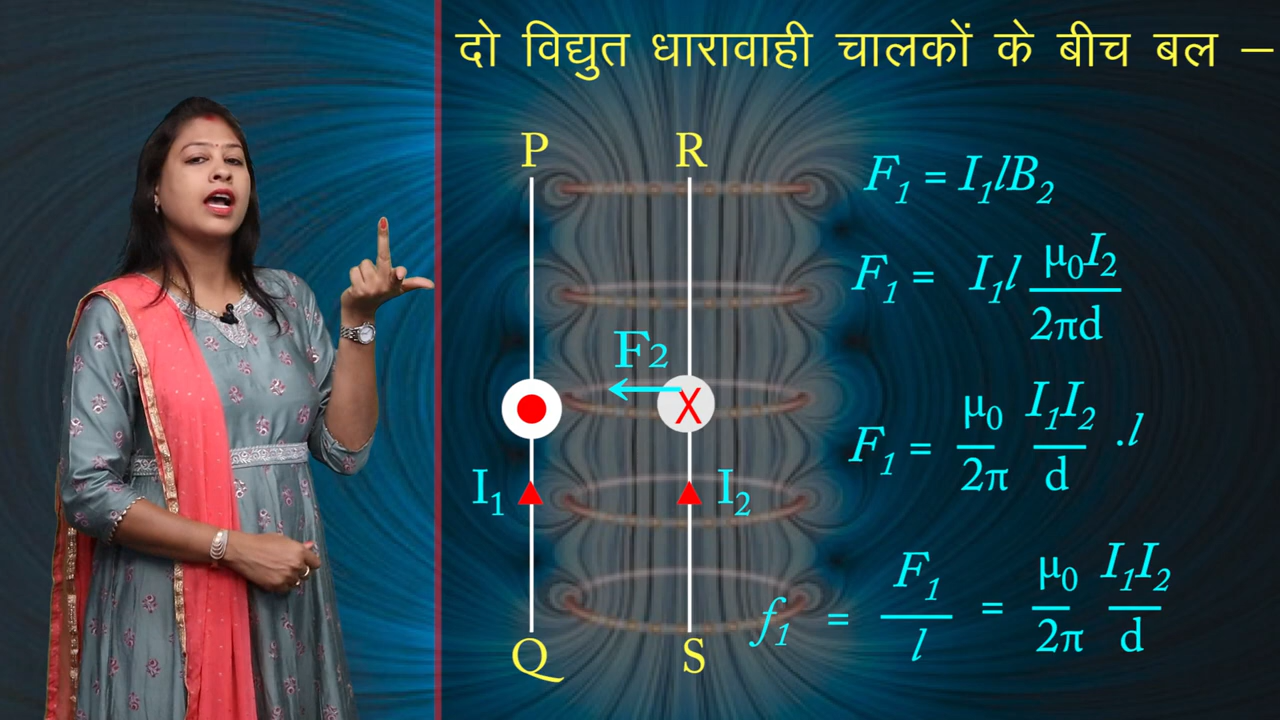 दो विद्युत धारावाही चालकों के बीच बल –
P R
F₁ = I₁lB₂
F₁ = I₁l μ₀I₂/2πd
F₂
X
F₁ = μ₀/2π I₁I₂/d .l
I₁ I₂
f₁ = F₁/l = μ₀/2π I₁I₂/d
Q S